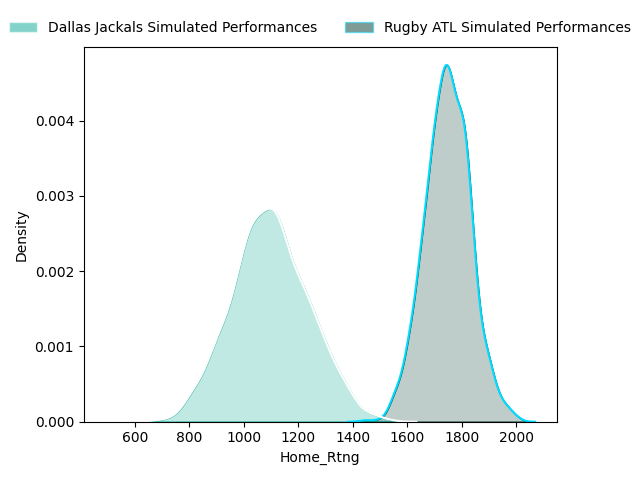 Dallas Jackals Simulated Performances
Rugby ATL Simulated Performances
Density
0.004
0.003
0.002
0.001
0.000
600 800 1000 1200 1400 1600 1800 2000
Home_Rtng